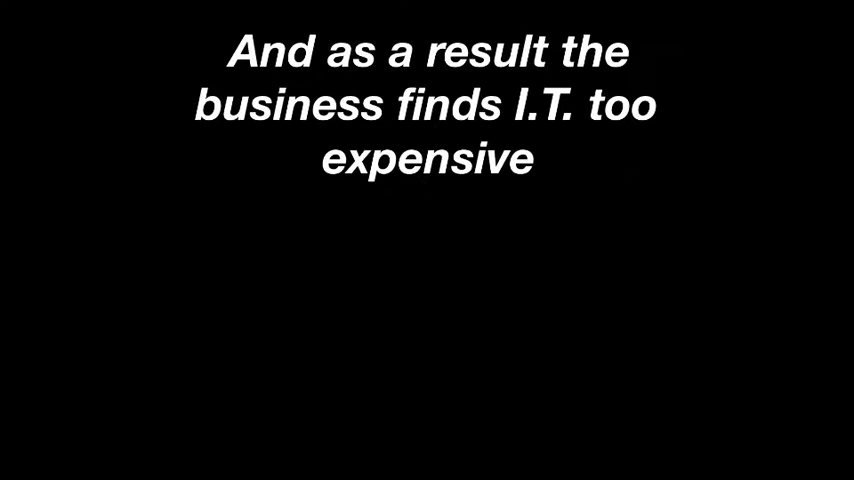 And as a result the
business finds I.T. too
expensive